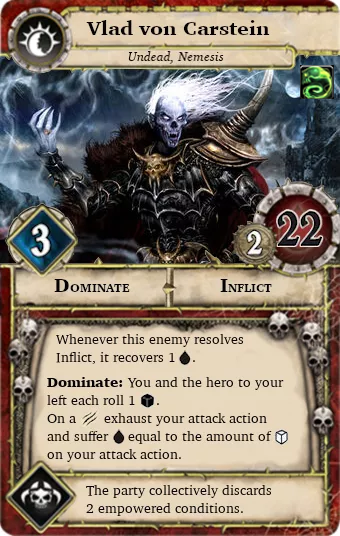 Vlad von Carstein
Undead, Nemesis
3
2
22
Dominate
Inflict
Whenever this enemy resolves
Inflict, it recovers 1 .
Dominate: You and the hero to your
left each roll 1 .
On a exhaust your attack action
and suffer equal to the amount of
on your attack action.
The party collectively discards
2 empowered conditions.